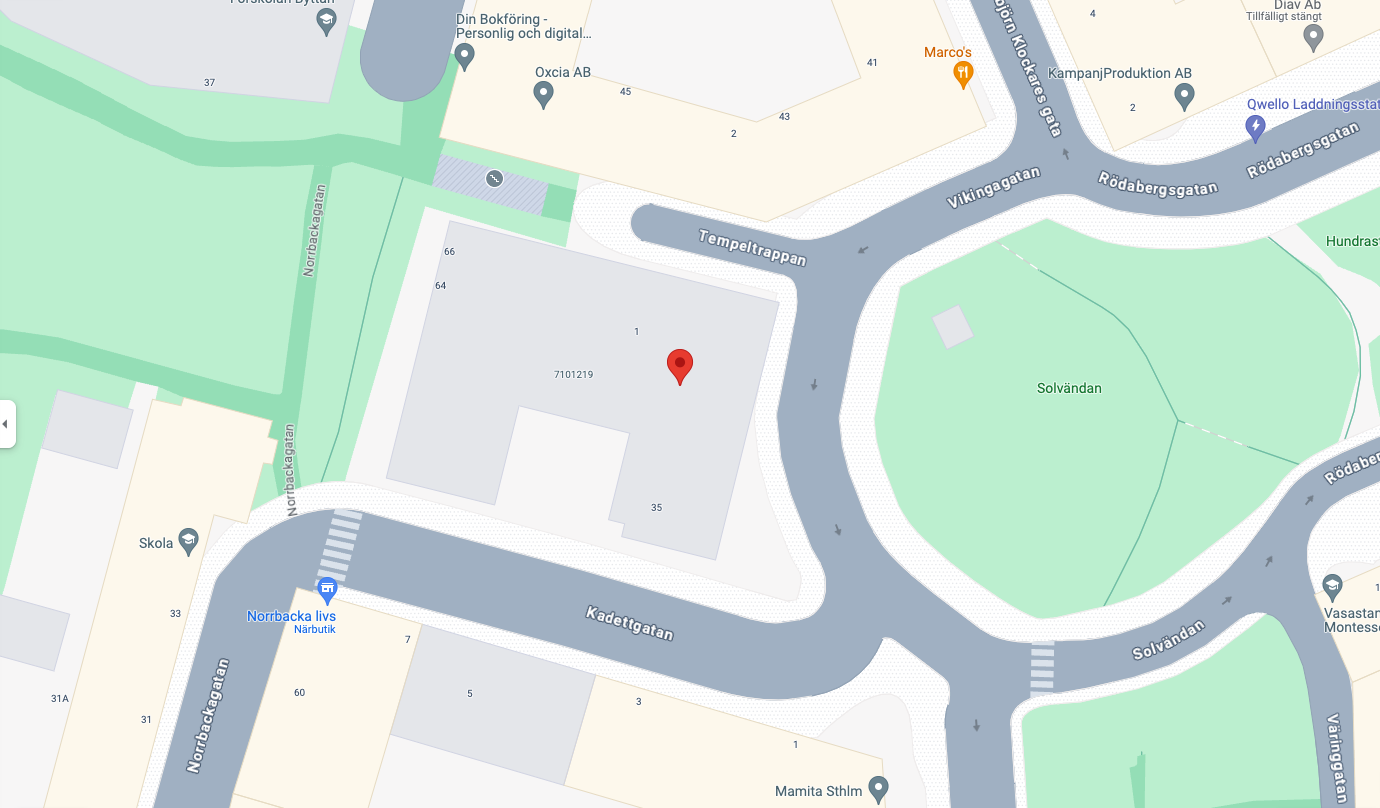 Förskolan Byttan
37
Din Bokföring -
Personlig och digital...
Oxcia AB
45
41
43
2
Marco's
björn Klockares gata
4
Diav Ab
Tillfälligt stängt
KampanjProduktion AB
2
Qwello Laddningsstat
Rödabergsgatan
Rödabergsgatan
Vikingagatan
Tempeltrappan
Norrbackagatan
66
64
1
7101219
35
Hundrast
Solvändan
Norrbackagatan
Rödaber
Skola
Norrbacka livs
Närbutik
33
7
Kadettgatan
Solvändan
Vasastan
Montesso
1
31A
31
60
5
3
1
Norrbackagatan
Väringgatan
Mamita Sthlm